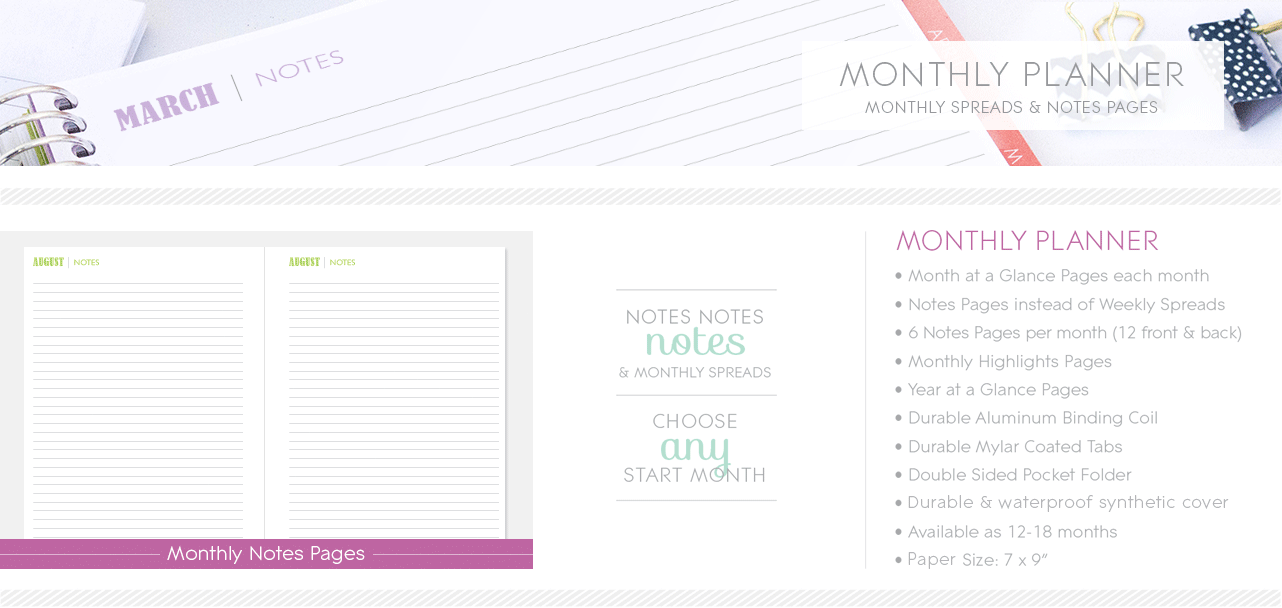 MARCH | NOTES
MONTHLY PLANNER
MONTHLY SPREADS & NOTES PAGES
M
AUGUST | NOTES
AUGUST | NOTES
Monthly Notes Pages
NOTES NOTES
notes
& MONTHLY SPREADS
CHOOSE
any
START MONTH
MONTHLY PLANNER
• Month at a Glance Pages each month
• Notes Pages instead of Weekly Spreads
• 6 Notes Pages per month (12 front & back)
• Monthly Highlights Pages
• Year at a Glance Pages
• Durable Aluminum Binding Coil
• Durable Mylar Coated Tabs
• Double Sided Pocket Folder
• Durable & waterproof synthetic cover
• Available as 12-18 months
• Paper Size: 7 x 9”